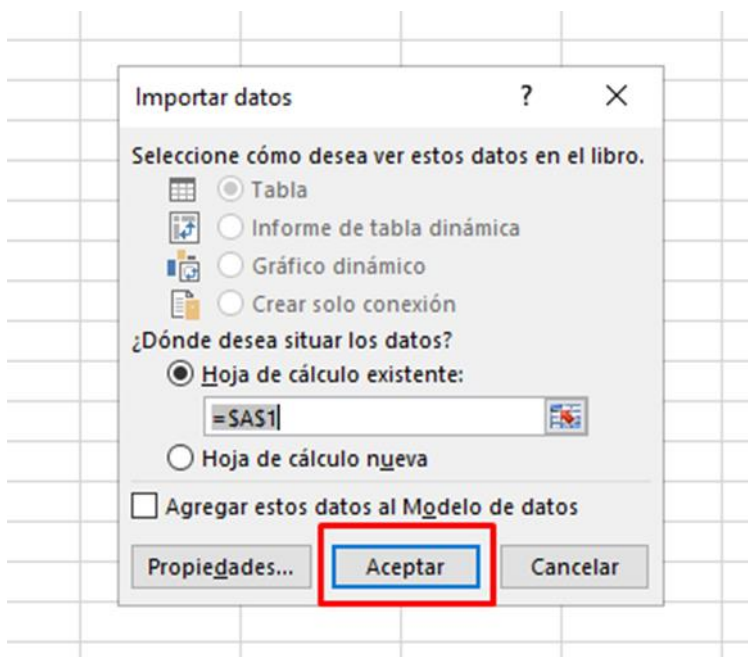 Importar datos ?
Seleccione cómo desea ver estos datos en el libro.
Tabla
Informe de tabla dinámica
Gráfico dinámico
Crear solo conexión
¿Dónde desea situar los datos?
Hoja de cálculo existente:
=$A$1
Hoja de cálculo nueva
Agregar estos datos al Modelo de datos
Propiedades... Aceptar Cancelar